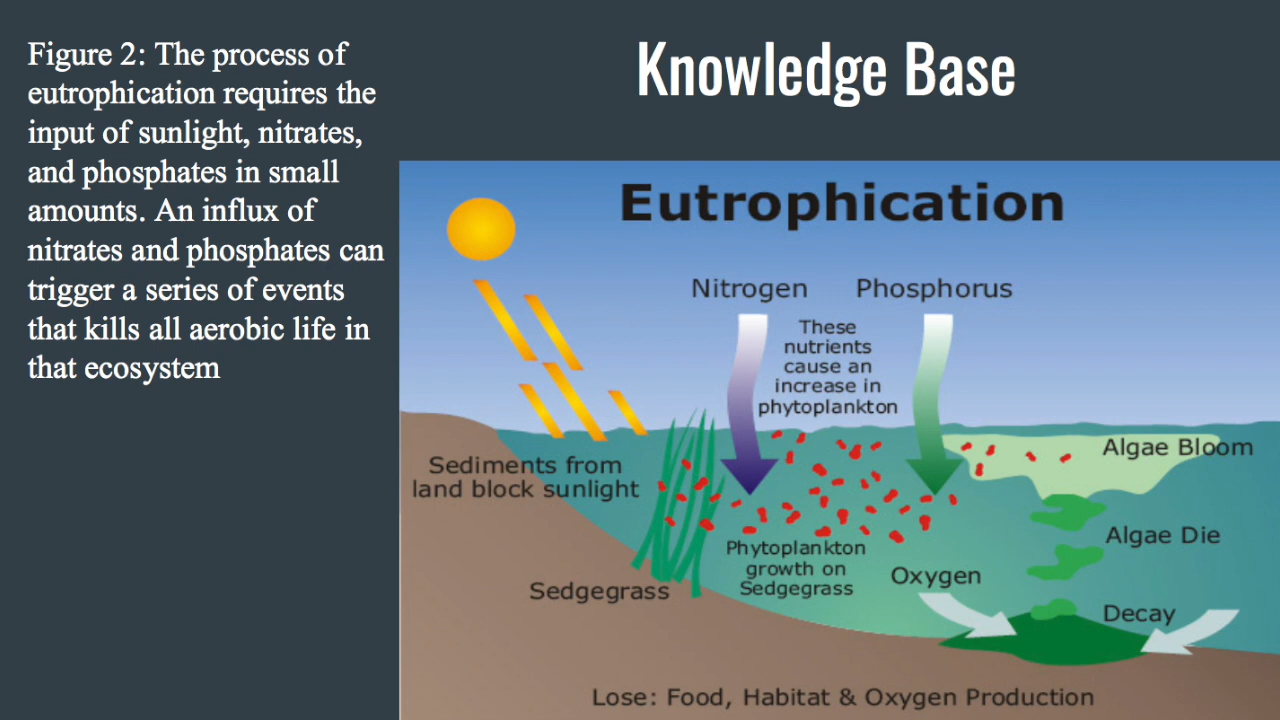 Knowledge Base
Figure 2: The process of
eutrophication requires the
input of sunlight, nitrates,
and phosphates in small
amounts. An influx of
nitrates and phosphates can
trigger a series of events
that kills all aerobic life in
that ecosystem
Eutrophication
Nitrogen
Phosphorus
These
nutrients
cause an
increase in
phytoplankton
Sediments from
land block sunlight
Algae Bloom
Algae Die
Phytoplankton
growth on
Sedgegrass
Oxygen
Sedgegrass
Decay
Lose: Food, Habitat & Oxygen Production